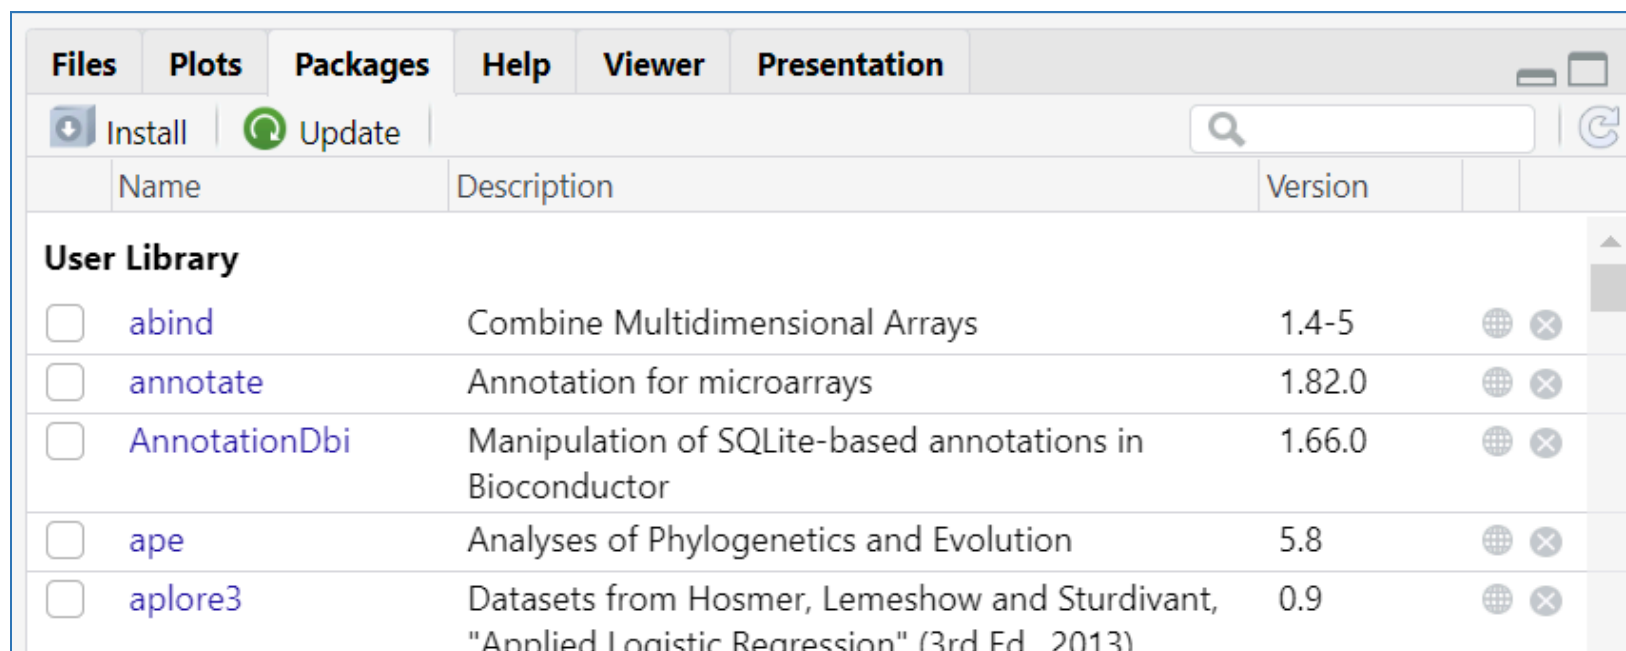 Files Plots Packages Help Viewer Presentation
Install Update
Name Description Version
User Library
abind Combine Multidimensional Arrays 1.4-5
annotate Annotation for microarrays 1.82.0
AnnotationDbi Manipulation of SQLite-based annotations in 1.66.0
Bioconductor
ape Analyses of Phylogenetics and Evolution 5.8
aplore3 Datasets from Hosmer, Lemeshow and Sturdivant, 0.9
"Applied Logistic Regression" (3rd Ed., 2013)